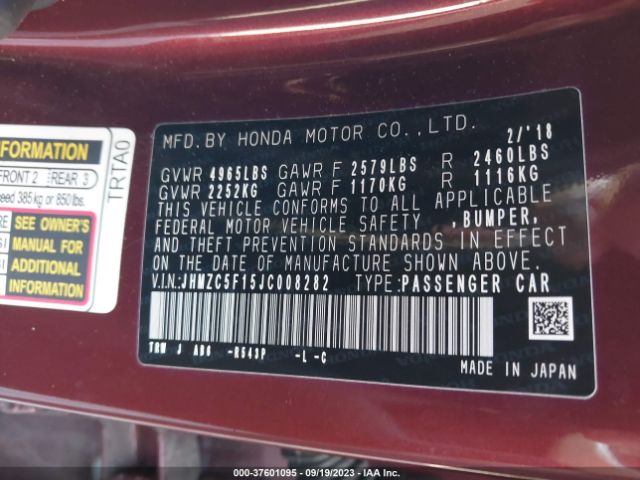 INFORMATION
FRONT 2 REAR 3
385 kg or 850 lbs.
SEE OWNER'S
MANUAL FOR
ADDITIONAL
INFORMATION
TRTA0
MFD. BY HONDA MOTOR CO., LTD. 2/'18
GVWR 4965LBS GAWR F 2579LBS R 2460LBS
GVWR 2252KG GAWR F 1170KG R 1116KG
THIS VEHICLE CONFORMS TO ALL APPLICABLE
FEDERAL MOTOR VEHICLE SAFETY ,BUMPER,
AND THEFT PREVENTION STANDARDS IN EFFECT
ON THE DATE OF MANUFACTURE SHOWN ABOVE.
V.I.N: JHMZC5F15JC008282 TYPE: PASSENGER CAR
TRW J A00 -R543P -L -C
MADE IN JAPAN
000-37601095 - 09/19/2023 -